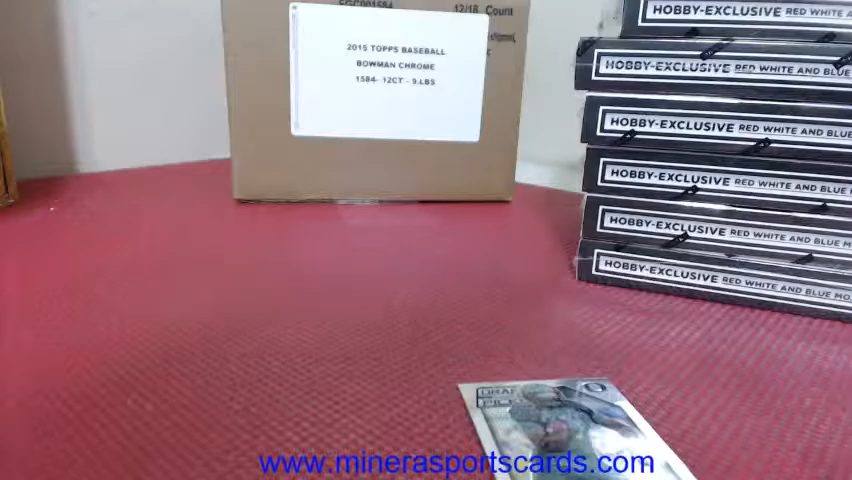 12/18 Count
2015 TOPPS BASEBALL
BOWMAN CHROME
1584- 12CT - 9 LBS
HOBBY-EXCLUSIVE RED WHITE A
HOBBY-EXCLUSIVE RED WHITE AND BLUE
HOBBY-EXCLUSIVE RED WHITE AND BLUE
HOBBY-EXCLUSIVE RED WHITE AND BLUE
HOBBY-EXCLUSIVE RED WHITE AND BLUE M
HOBBY-EXCLUSIVE RED WHITE AND BLUE MO
www.minerasportscards.com